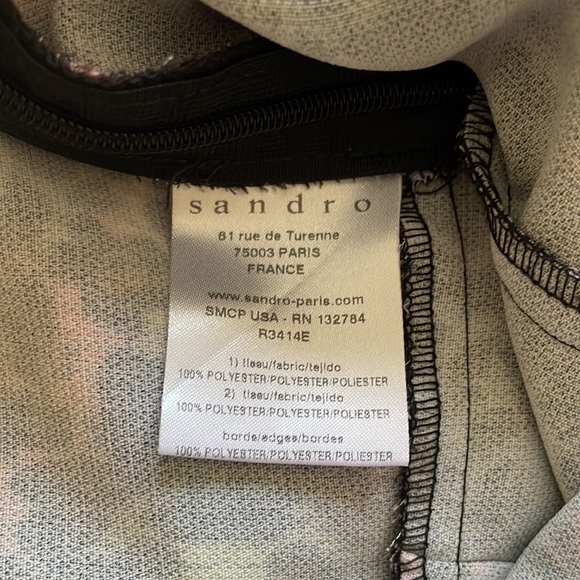 sandro
61 rue de Turenne
75003 PARIS
FRANCE
www.sandro-paris.com
SMCP USA - RN 132784
R3414E
1) tissu/fabric/tejido
100% POLYESTER/POLYESTER/POLIESTER
2) tissu/fabric/tejido
100% POLYESTER/POLYESTER/POLIESTER
bords/edges/bordes
100% POLYESTER/POLYESTER/POLIESTER